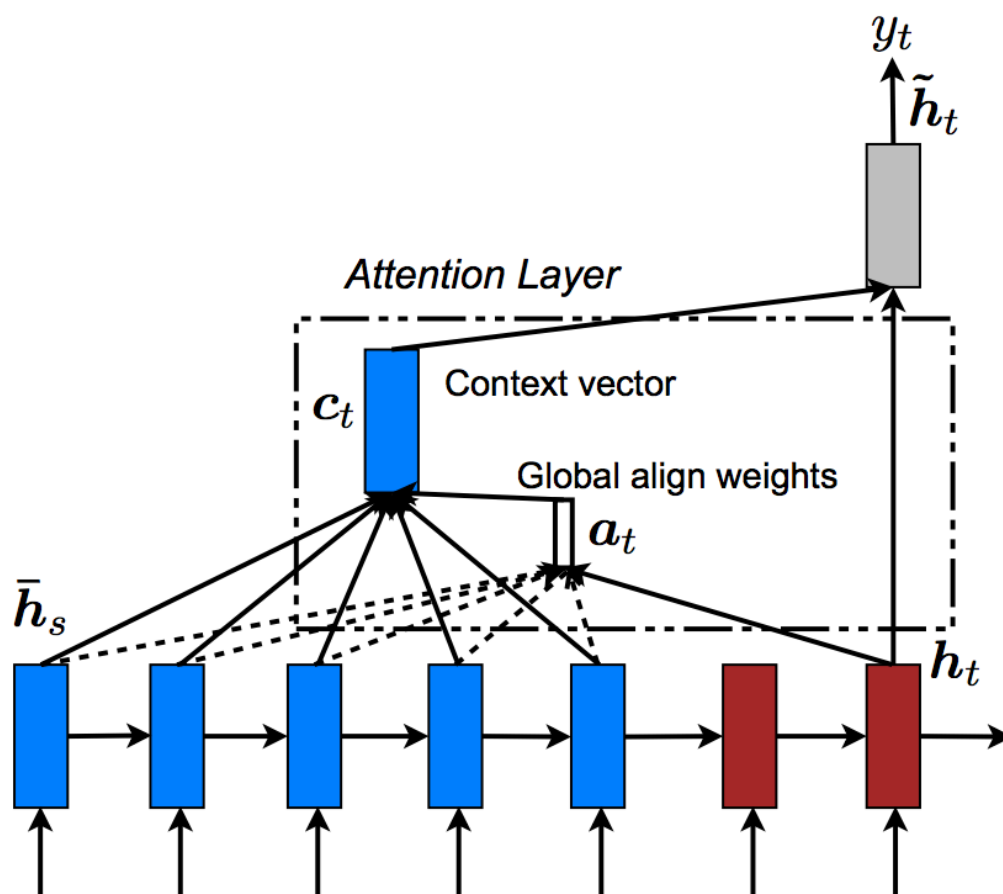 y_t
h̃_t
Attention Layer
Context vector
c_t
Global align weights
a_t
h̄_s
h_t